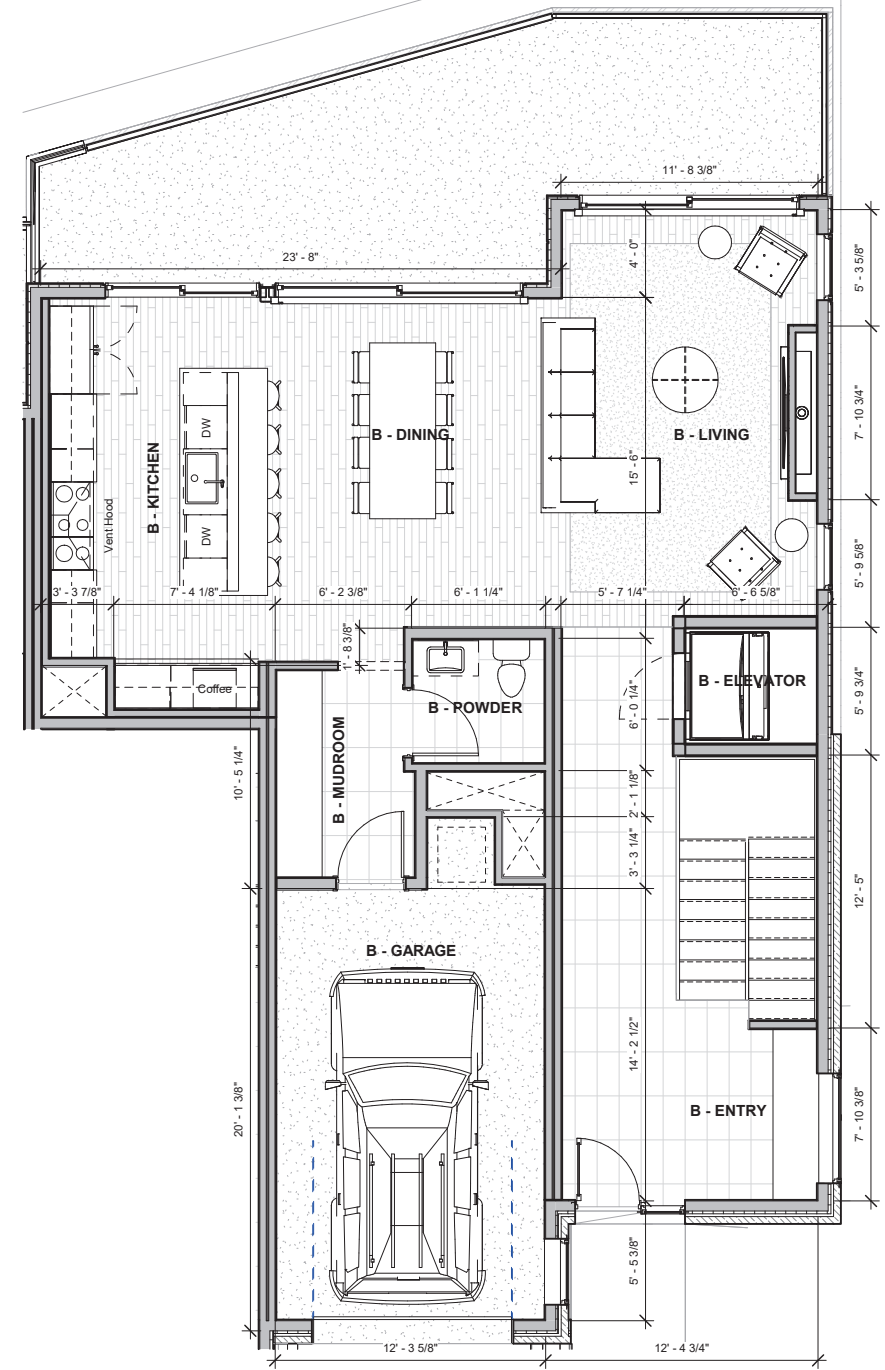 11' - 8 3/8"
23' - 8"
4' - 0"
5' - 3 5/8"
7' - 10 3/4"
B - DINING
B - LIVING
DW
B - KITCHEN
Vent Hood
DW
15' - 6"
5' - 9 5/8"
3' - 3 7/8"
7' - 4 1/8"
6' - 2 3/8"
6' - 1 1/4"
5' - 7 1/4"
6' - 6 5/8"
1' - 8 3/8"
Coffee
B - POWDER
6' - 0 1/4"
B - ELEVATOR
5' - 9 3/4"
10' - 5 1/4"
B - MUDROOM
2' - 1 1/8"
3' - 3 1/4"
12' - 5"
B - GARAGE
14' - 2 1/2"
20' - 1 3/8"
B - ENTRY
7' - 10 3/8"
5' - 5 3/8"
12' - 3 5/8"
12' - 4 3/4"